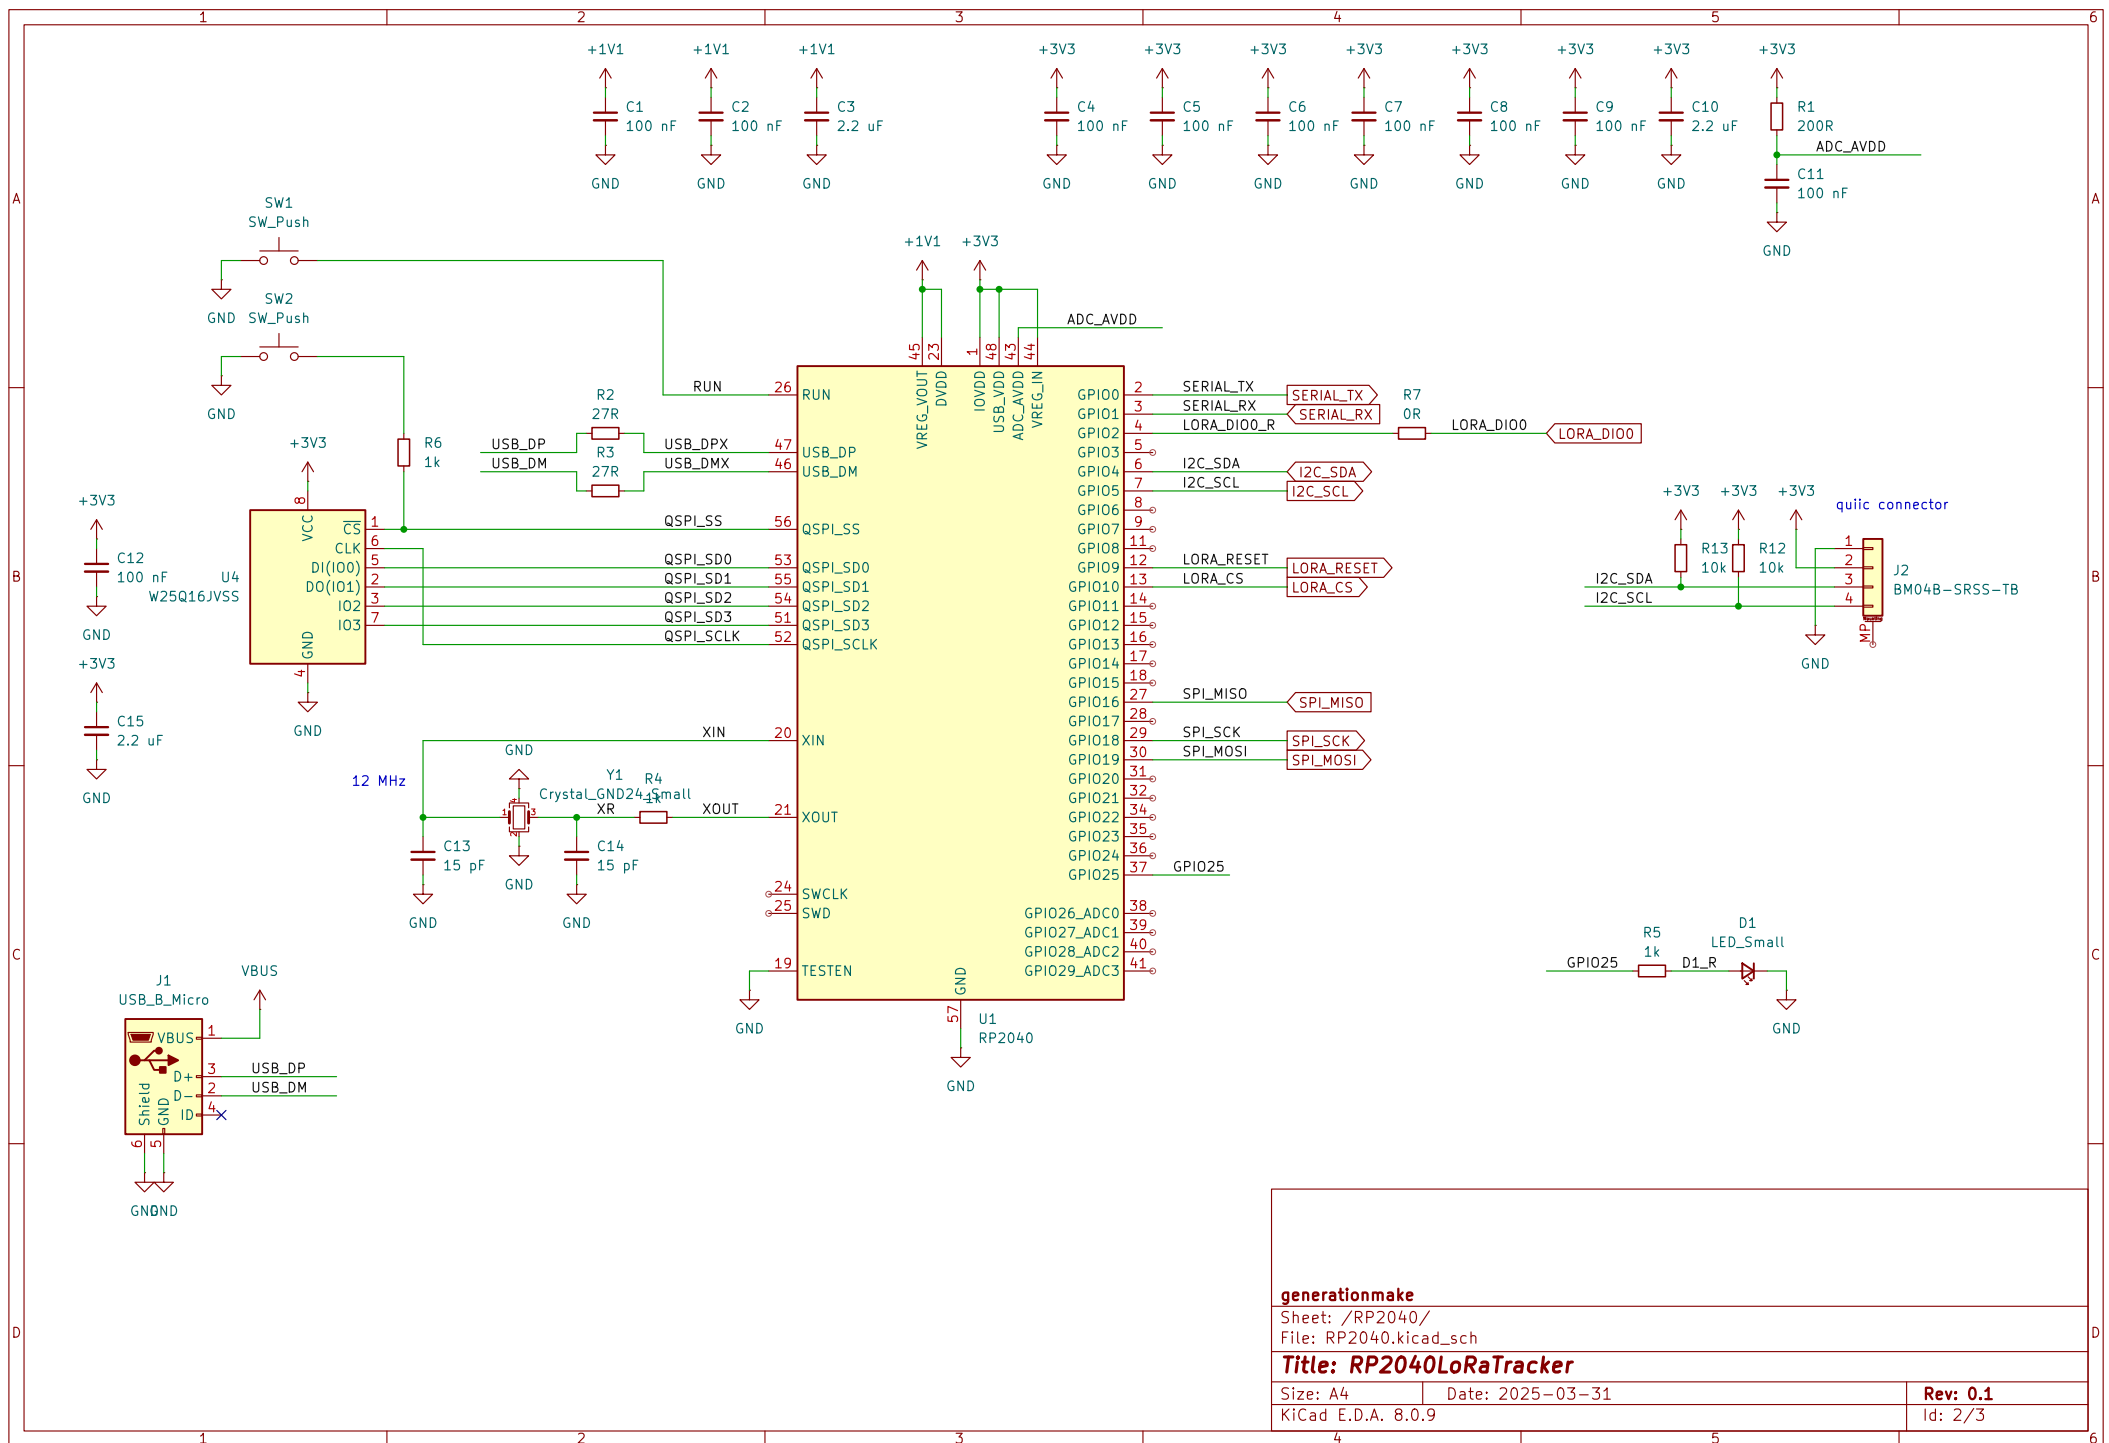 1 2 3 4 5 6
+1V1 +1V1 +1V1 +3V3 +3V3 +3V3 +3V3 +3V3 +3V3 +3V3 +3V3
C1 C2 C3 C4 C5 C6 C7 C8 C9 C10 R1
100 nF 100 nF 2.2 uF 100 nF 100 nF 100 nF 100 nF 100 nF 100 nF 2.2 uF 200R
ADC_AVDD
GND GND GND GND GND GND GND GND GND GND
C11
100 nF
GND
A A
SW1
SW_Push
GND
SW2
SW_Push
GND
+1V1 +3V3
ADC_AVDD
45 23 1 48 43 44
VREG_VOUT DVDD IOVDD USB_VDD ADC_AVDD VREG_IN
RUN 26 RUN
R2
27R
USB_DP USB_DPX 47 USB_DP
R3
27R
USB_DM USB_DMX 46 USB_DM
R6
1k
QSPI_SS 56 QSPI_SS
QSPI_SD0 53 QSPI_SD0
QSPI_SD1 55 QSPI_SD1
QSPI_SD2 54 QSPI_SD2
QSPI_SD3 51 QSPI_SD3
QSPI_SCLK 52 QSPI_SCLK
XIN 20 XIN
XOUT 21 XOUT
24 SWCLK
25 SWD
19 TESTEN
GND
GPIO0 2 SERIAL_TX SERIAL_TX
GPIO1 3 SERIAL_RX SERIAL_RX
GPIO2 4 LORA_DIO0_R R7 0R LORA_DIO0 LORA_DIO0
GPIO3 5
GPIO4 6 I2C_SDA I2C_SDA
GPIO5 7 I2C_SCL I2C_SCL
GPIO6 8
GPIO7 9
GPIO8 11
GPIO9 12 LORA_RESET LORA_RESET
GPIO10 13 LORA_CS LORA_CS
GPIO11 14
GPIO12 15
GPIO13 16
GPIO14 17
GPIO15 18
GPIO16 27 SPI_MISO SPI_MISO
GPIO17 28
GPIO18 29 SPI_SCK SPI_SCK
GPIO19 30 SPI_MOSI SPI_MOSI
GPIO20 31
GPIO21 32
GPIO22 34
GPIO23 35
GPIO24 36
GPIO25 37 GPIO25
GPIO26_ADC0 38
GPIO27_ADC1 39
GPIO28_ADC2 40
GPIO29_ADC3 41
GND
57
U1
RP2040
GND
+3V3
C12
100 nF
GND
+3V3
C15
2.2 uF
GND
+3V3
8
VCC
CS 1
CLK 6
DI(IO0) 5
DO(IO1) 2
IO2 3
IO3 7
U4
W25Q16JVSS
GND
4
GND
B B
12 MHz
GND
Y1
Crystal_GND24_Small
R4
1k
XR
1 2 3 4
C13
15 pF
GND
GND
C14
15 pF
GND
+3V3 +3V3 +3V3
quiic connector
R13 R12
10k 10k
I2C_SDA
I2C_SCL
1
2
3
4
MP
J2
BM04B-SRSS-TB
GND
C C
GPIO25
R5
1k
D1_R
D1
LED_Small
GND
J1
USB_B_Micro
VBUS
VBUS 1
D+ 3 USB_DP
D- 2 USB_DM
ID 4
Shield GND
6 5
GND GND
D D
generationmake
Sheet: /RP2040/
File: RP2040.kicad_sch
Title: RP2040LoRaTracker
Size: A4 Date: 2025-03-31 Rev: 0.1
KiCad E.D.A. 8.0.9 Id: 2/3
1 2 3 4 5 6